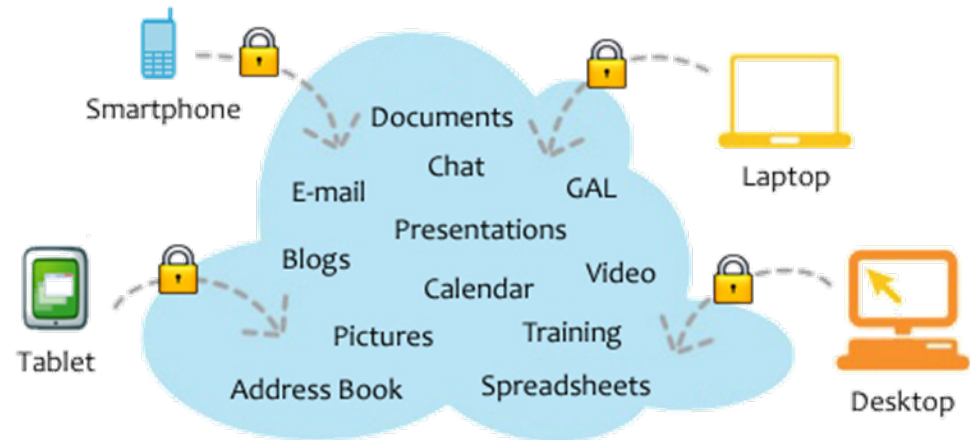 Smartphone
Documents
Chat
Laptop
E-mail
GAL
Presentations
Blogs
Video
Calendar
Tablet
Pictures
Training
Address Book
Spreadsheets
Desktop